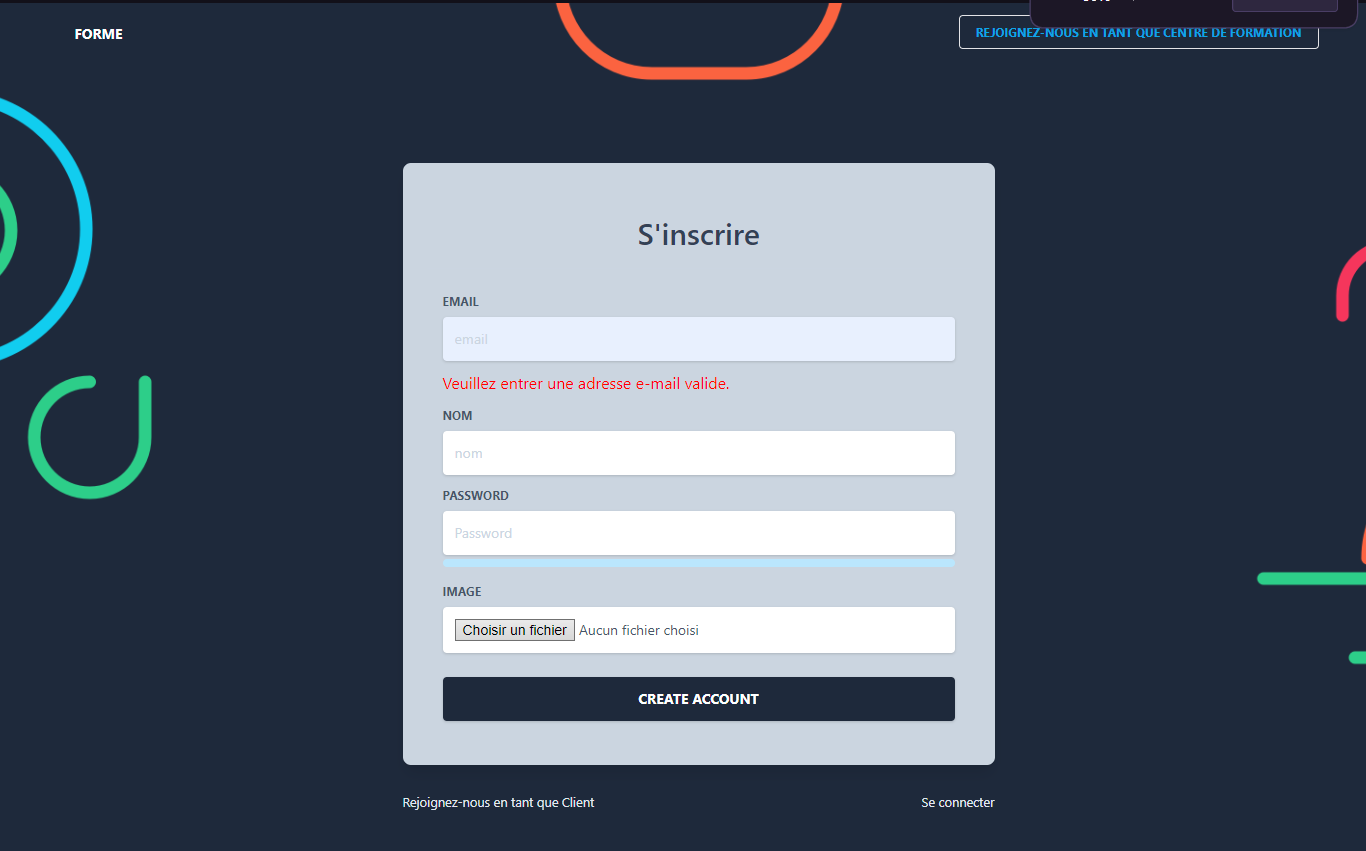 FORME
REJOIGNEZ-NOUS EN TANT QUE CENTRE DE FORMATION
S'inscrire
EMAIL
email
Veuillez entrer une adresse e-mail valide.
NOM
nom
PASSWORD
Password
IMAGE
Choisir un fichier Aucun fichier choisi
CREATE ACCOUNT
Rejoignez-nous en tant que Client
Se connecter